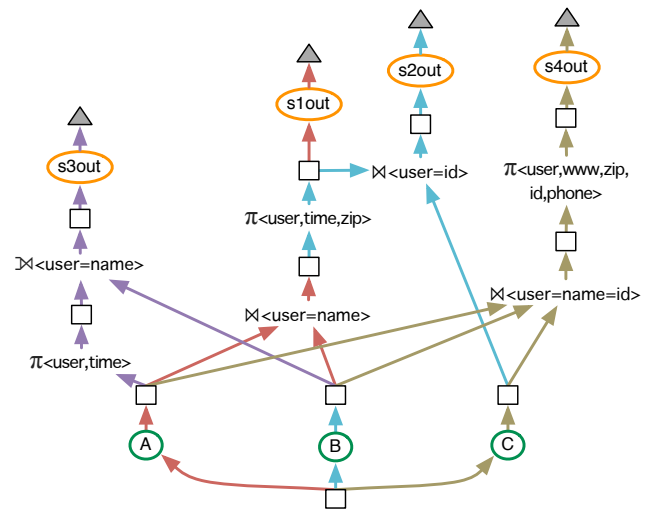 s2out
s4out
s1out
s3out
⋈<user=id>
π<user,www,zip,
id,phone>
π<user,time,zip>
⟕<user=name>
⋈<user=name=id>
⋈<user=name>
π<user,time>
A
B
C